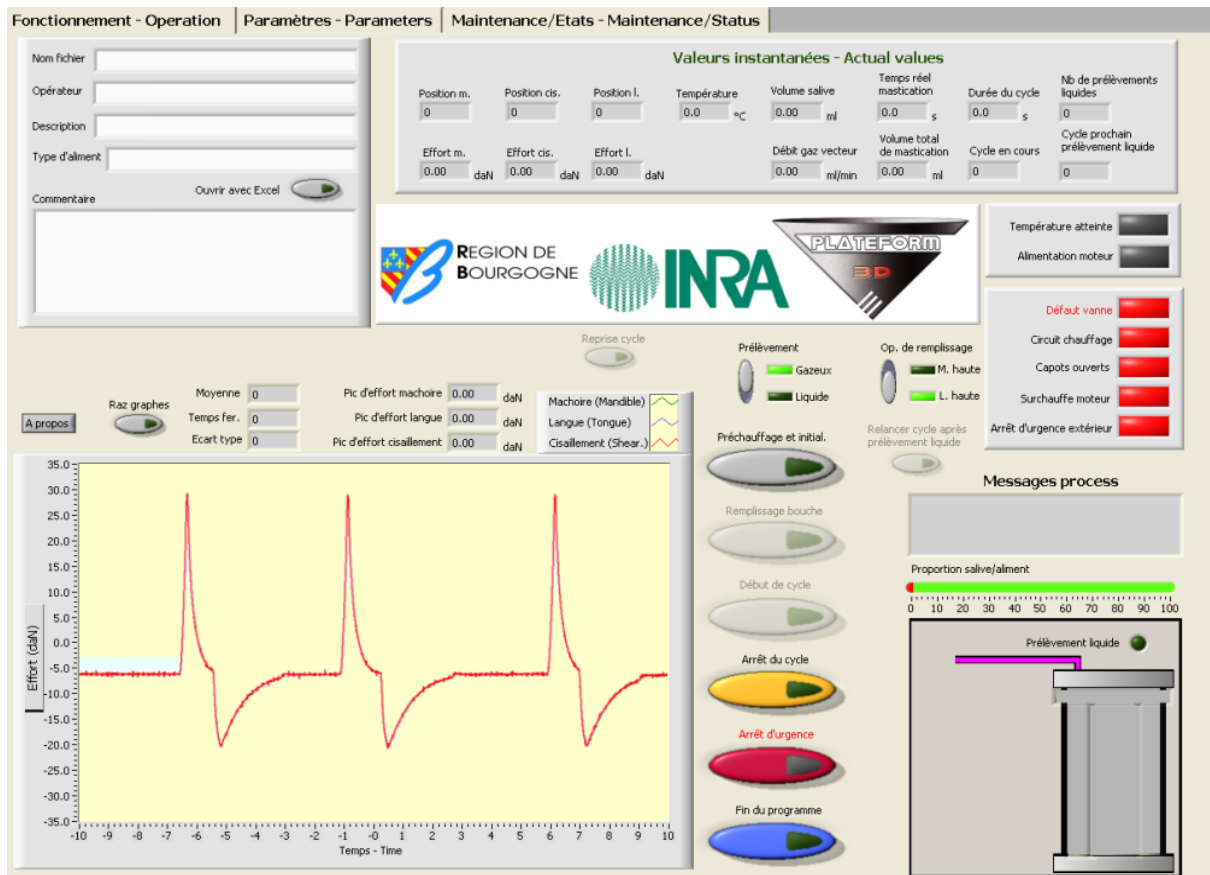 Fonctionnement - Operation
Paramètres - Parameters
Maintenance/Etats - Maintenance/Status
Nom fichier
Opérateur
Description
Type d'aliment
Ouvrir avec Excel
Commentaire
Valeurs instantanées - Actual values
Position m.
0
Position cis.
0
Position l.
0
Température
0.0 °C
Volume salive
0.00 ml
Temps réel
mastication
0.0 s
Durée du cycle
0.0 s
Nb de prélèvements
liquides
0
Effort m.
0.00 daN
Effort cis.
0.00 daN
Effort l.
0.00 daN
Débit gaz vecteur
0.00 ml/min
Volume total
de mastication
0.00 ml
Cycle en cours
0
Cycle prochain
prélèvement liquide
0
REGION DE
BOURGOGNE
INRA
PLATEFORM
3D
Température atteinte
Alimentation moteur
Défaut vanne
Circuit chauffage
Capots ouverts
Surchauffe moteur
Arrêt d'urgence extérieur
Reprise cycle
Prélèvement
Gazeux
Liquide
Op. de remplissage
M. haute
L. haute
A propos
Raz graphes
Moyenne 0
Temps fer. 0
Ecart type 0
Pic d'effort machoire 0.00 daN
Pic d'effort langue 0.00 daN
Pic d'effort cisaillement 0.00 daN
Machoire (Mandible)
Langue (Tongue)
Cisaillement (Shear.)
Préchauffage et initial.
Relancer cycle après
prélèvement liquide
Remplissage bouche
Début de cycle
Arrêt du cycle
Arrêt d'urgence
Fin du programme
Messages process
Proportion salive/aliment
0 10 20 30 40 50 60 70 80 90 100
Prélèvement liquide
Effort (daN)
35.0
30.0
25.0
20.0
15.0
10.0
5.0
0.0
-5.0
-10.0
-15.0
-20.0
-25.0
-30.0
-35.0
-10 -9 -8 -7 -6 -5 -4 -3 -2 -1 -0 1 2 3 4 5 6 7 8 9 10
Temps - Time